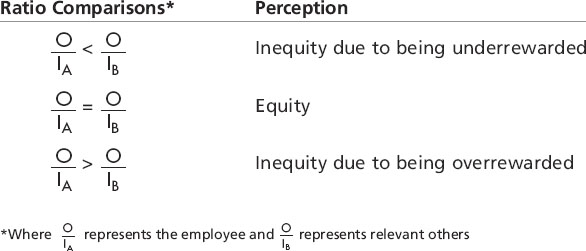 Ratio Comparisons* Perception
O/I_A < O/I_B Inequity due to being underrewarded
O/I_A = O/I_B Equity
O/I_A > O/I_B Inequity due to being overrewarded
*Where O/I_A represents the employee and O/I_B represents relevant others